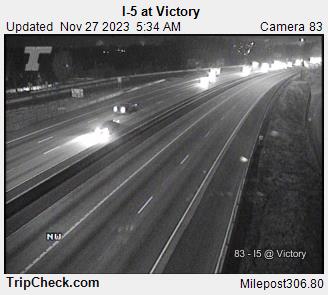 I-5 at Victory
Updated Nov 27 2023 5:34 AM Camera 83
T
NW
83 - I5 @ Victory
TripCheck.com Milepost306.80